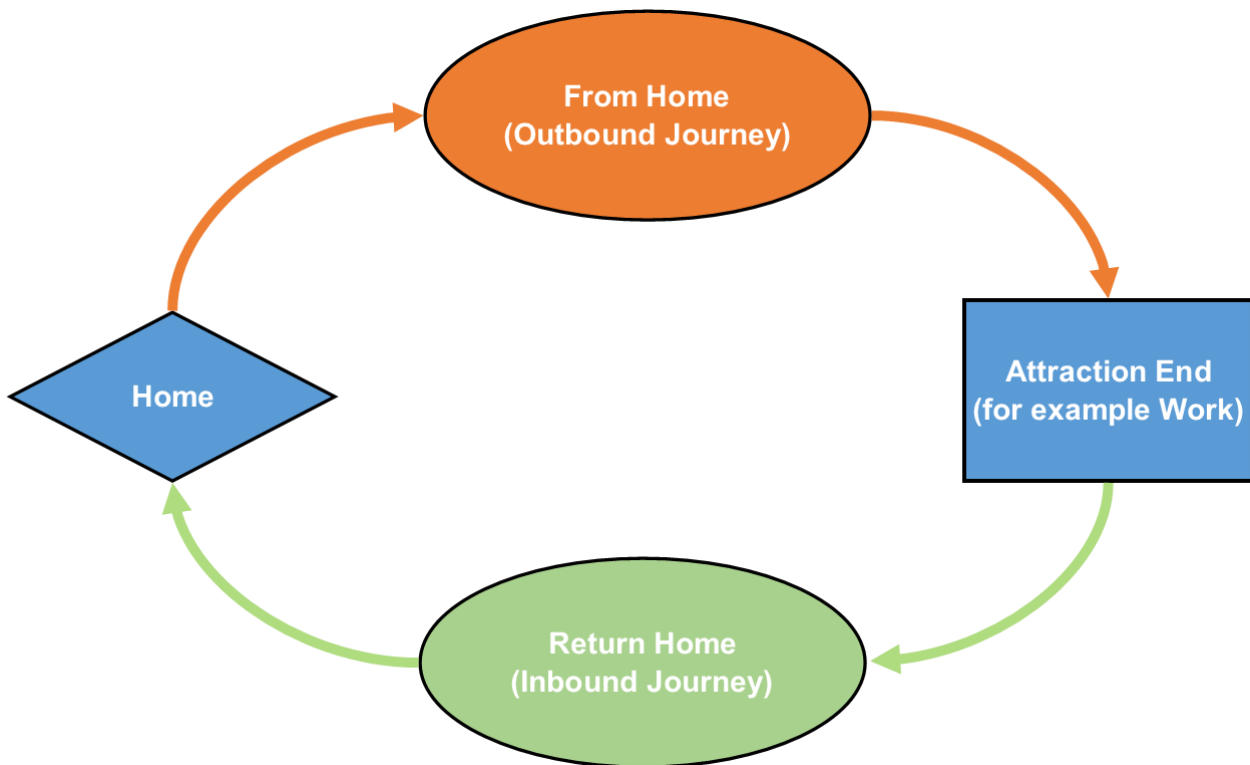 From Home
(Outbound Journey)
Home
Attraction End
(for example Work)
Return Home
(Inbound Journey)